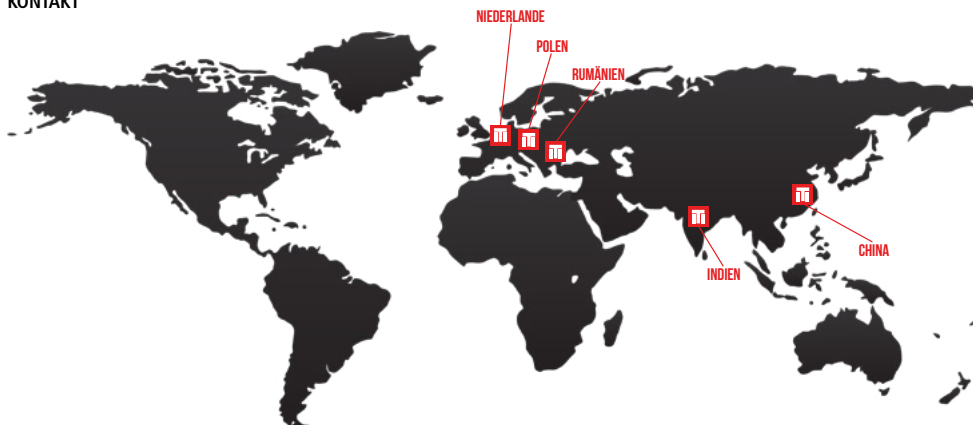 KONTAKT
NIEDERLANDE
POLEN
RUMÄNIEN
CHINA
INDIEN